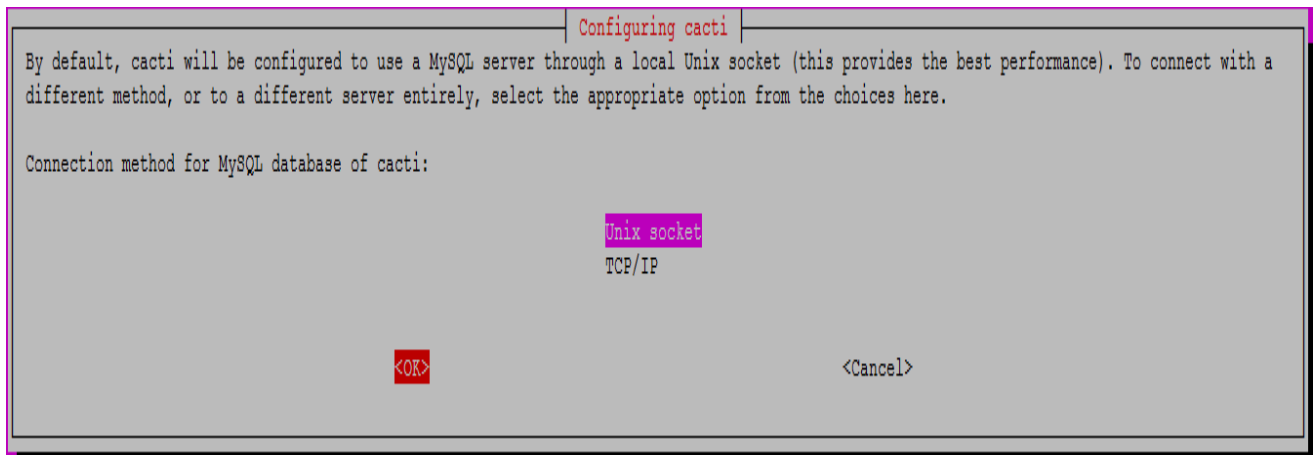 Configuring cacti
By default, cacti will be configured to use a MySQL server through a local Unix socket (this provides the best performance). To connect with a
different method, or to a different server entirely, select the appropriate option from the choices here.
Connection method for MySQL database of cacti:
Unix socket
TCP/IP
<OK> <Cancel>